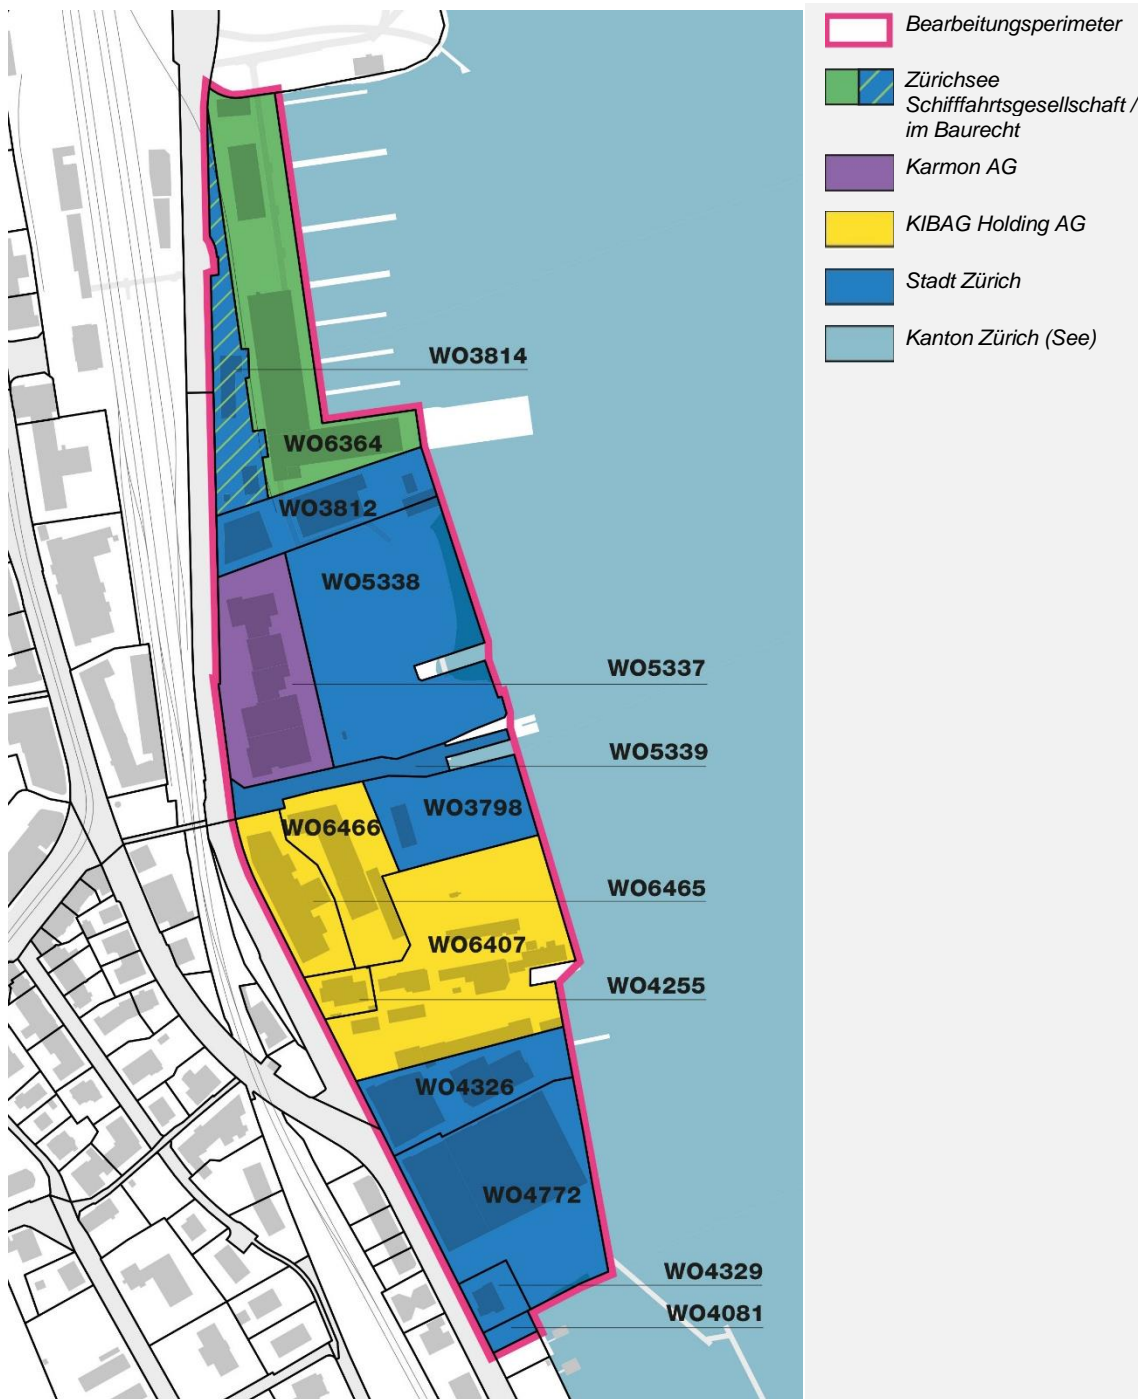 Bearbeitungsperimeter
Zürichsee
Schifffahrtsgesellschaft /
im Baurecht
Karmon AG
KIBAG Holding AG
Stadt Zürich
Kanton Zürich (See)
WO3814
WO6364
WO3812
WO5338
WO5337
WO5339
WO3798
WO6466
WO6465
WO6407
WO4255
WO4326
WO4772
WO4329
WO4081